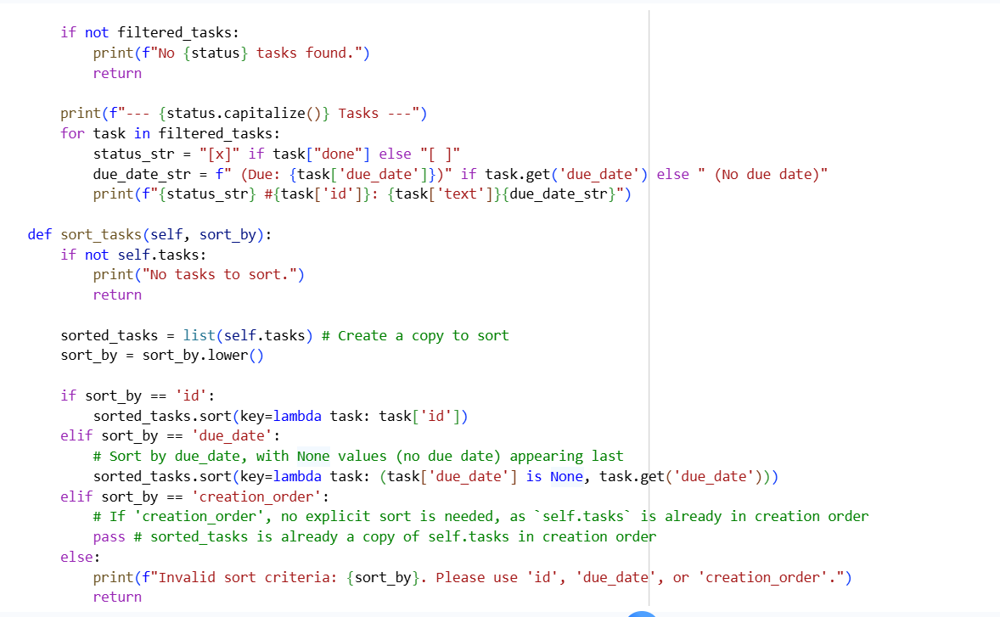 if not filtered_tasks:
print(f"No {status} tasks found.")
return
print(f"--- {status.capitalize()} Tasks ---")
for task in filtered_tasks:
status_str = "[x]" if task["done"] else "[ ]"
due_date_str = f" (Due: {task['due_date']})" if task.get('due_date') else " (No due date)"
print(f"{status_str} #{task['id']}: {task['text']}{due_date_str}")
def sort_tasks(self, sort_by):
if not self.tasks:
print("No tasks to sort.")
return
sorted_tasks = list(self.tasks) # Create a copy to sort
sort_by = sort_by.lower()
if sort_by == 'id':
sorted_tasks.sort(key=lambda task: task['id'])
elif sort_by == 'due_date':
# Sort by due_date, with None values (no due date) appearing last
sorted_tasks.sort(key=lambda task: (task['due_date'] is None, task.get('due_date')))
elif sort_by == 'creation_order':
# If 'creation_order', no explicit sort is needed, as `self.tasks` is already in creation order
pass # sorted_tasks is already a copy of self.tasks in creation order
else:
print(f"Invalid sort criteria: {sort_by}. Please use 'id', 'due_date', or 'creation_order'.")
return